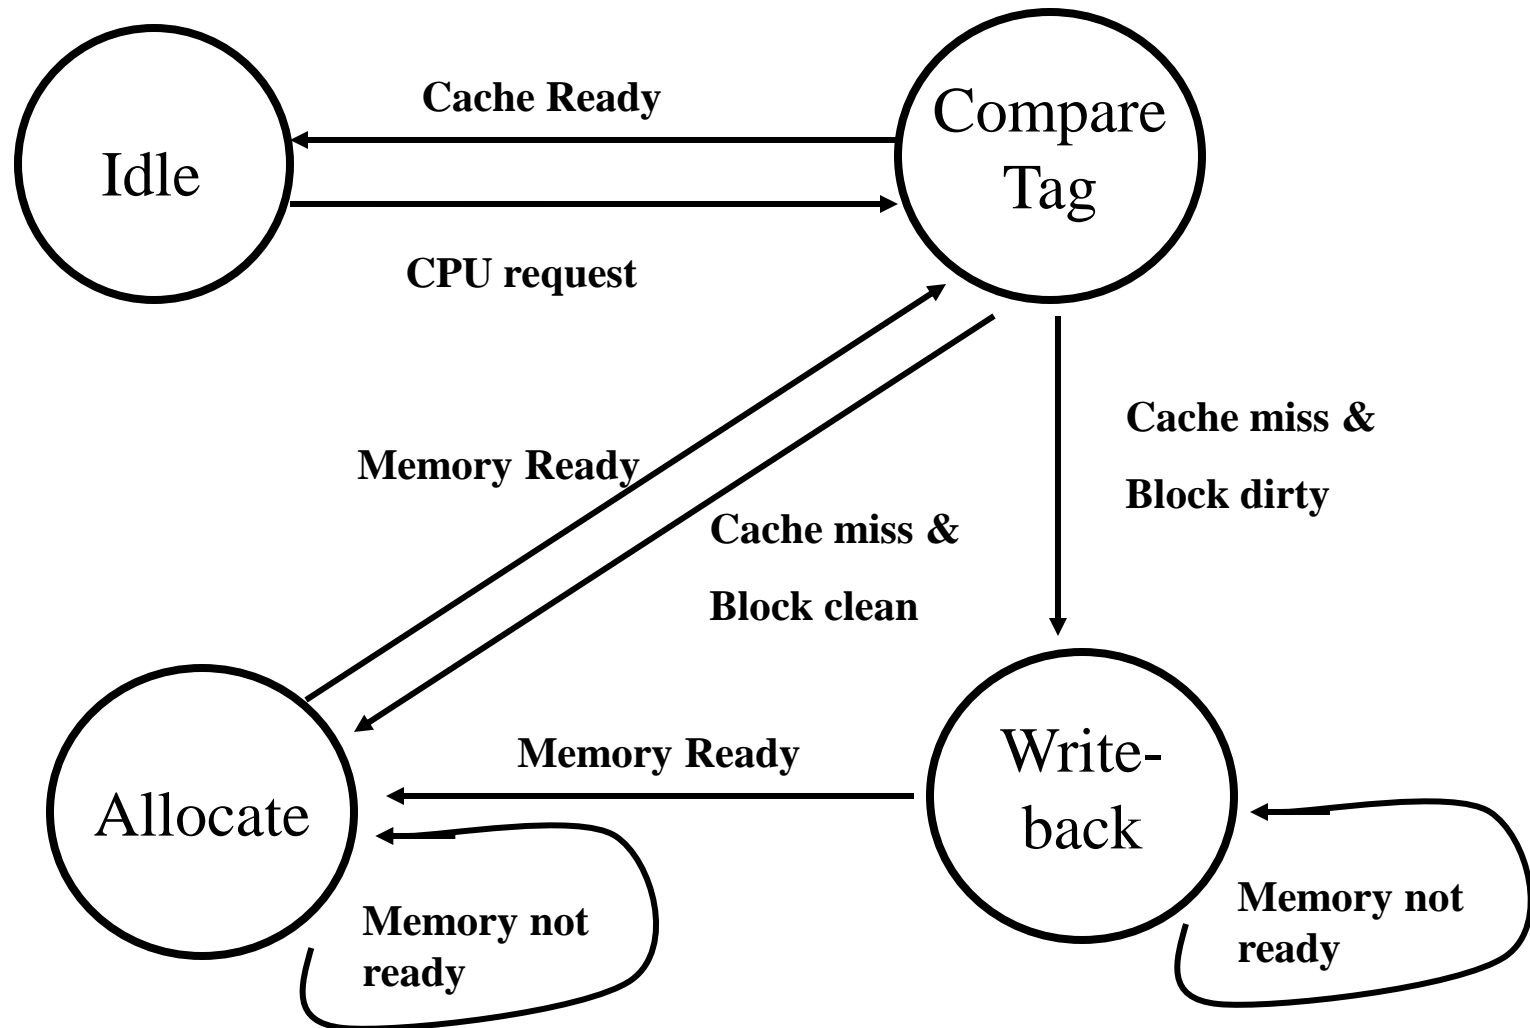 Cache Ready
Compare
Tag
Idle
CPU request
Cache miss &
Block dirty
Memory Ready
Cache miss &
Block clean
Memory Ready
Write-
back
Allocate
Memory not
ready
Memory not
ready